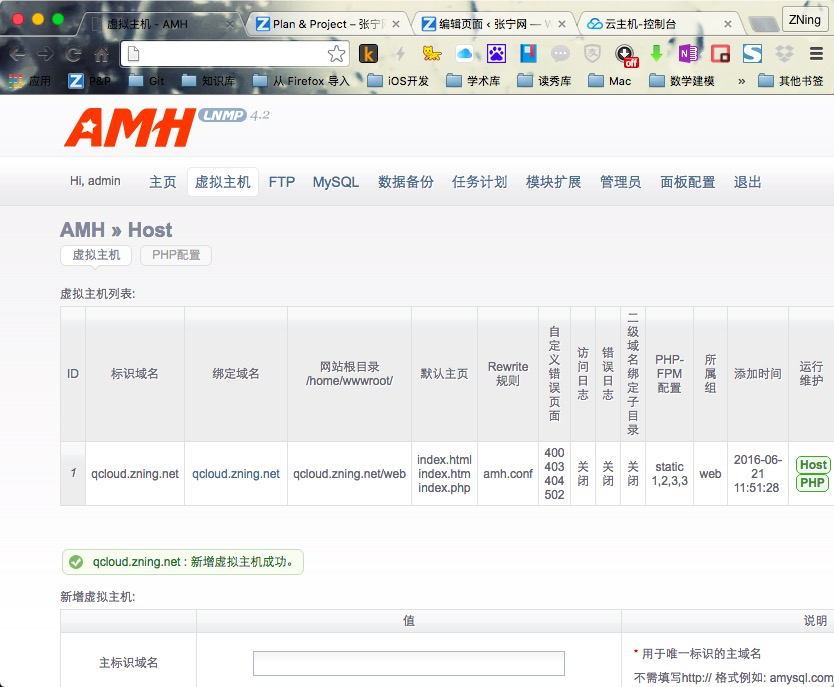 虚拟主机 - AMH
Plan & Project – 张宁
编辑页面 ‹ 张宁网 —
云主机-控制台
ZNing
应用
P&P
Git
知识库
从 Firefox 导入
iOS开发
学术库
读秀库
Mac
数学建模
»
其他书签
AMH LNMP 4.2
Hi, admin
主页
虚拟主机
FTP
MySQL
数据备份
任务计划
模块扩展
管理员
面板配置
退出
AMH » Host
虚拟主机
PHP配置
虚拟主机列表:
ID
标识域名
绑定域名
网站根目录
/home/wwwroot/
默认主页
Rewrite
规则
自定义错误页面
访问日志
错误日志
二级域名绑定子目录
PHP-
FPM
配置
所属组
添加时间
运行
维护
1
qcloud.zning.net
qcloud.zning.net
qcloud.zning.net/web
index.html
index.htm
index.php
amh.conf
400
403
404
502
关闭
关闭
关闭
static
1,2,3,3
web
2016-06-
21
11:51:28
Host
PHP
qcloud.zning.net : 新增虚拟主机成功。
新增虚拟主机:
值
说明
主标识域名
* 用于唯一标识的主域名
不需填写http:// 格式例如: amysql.com